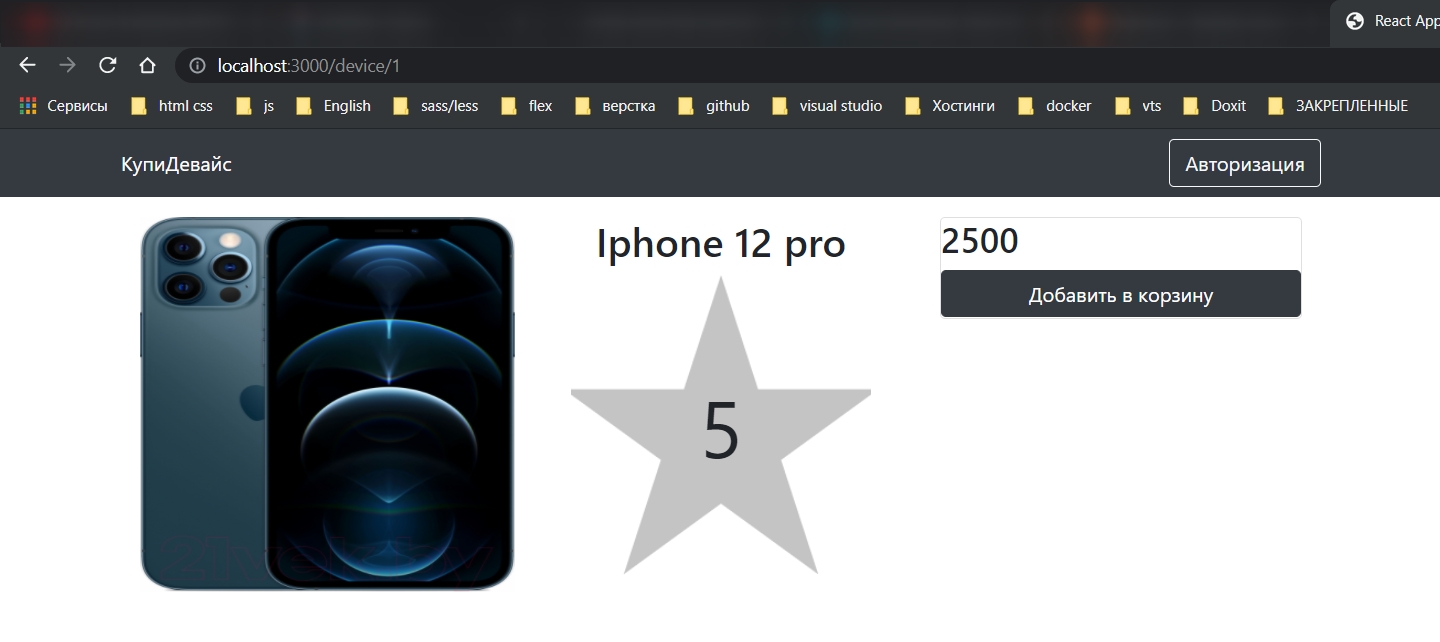 React App
localhost:3000/device/1
Сервисы html css js English sass/less flex верстка github visual studio Хостинги docker vts Doxit ЗАКРЕПЛЕННЫЕ
КупиДевайс Авторизация
Iphone 12 pro
5
2500
Добавить в корзину